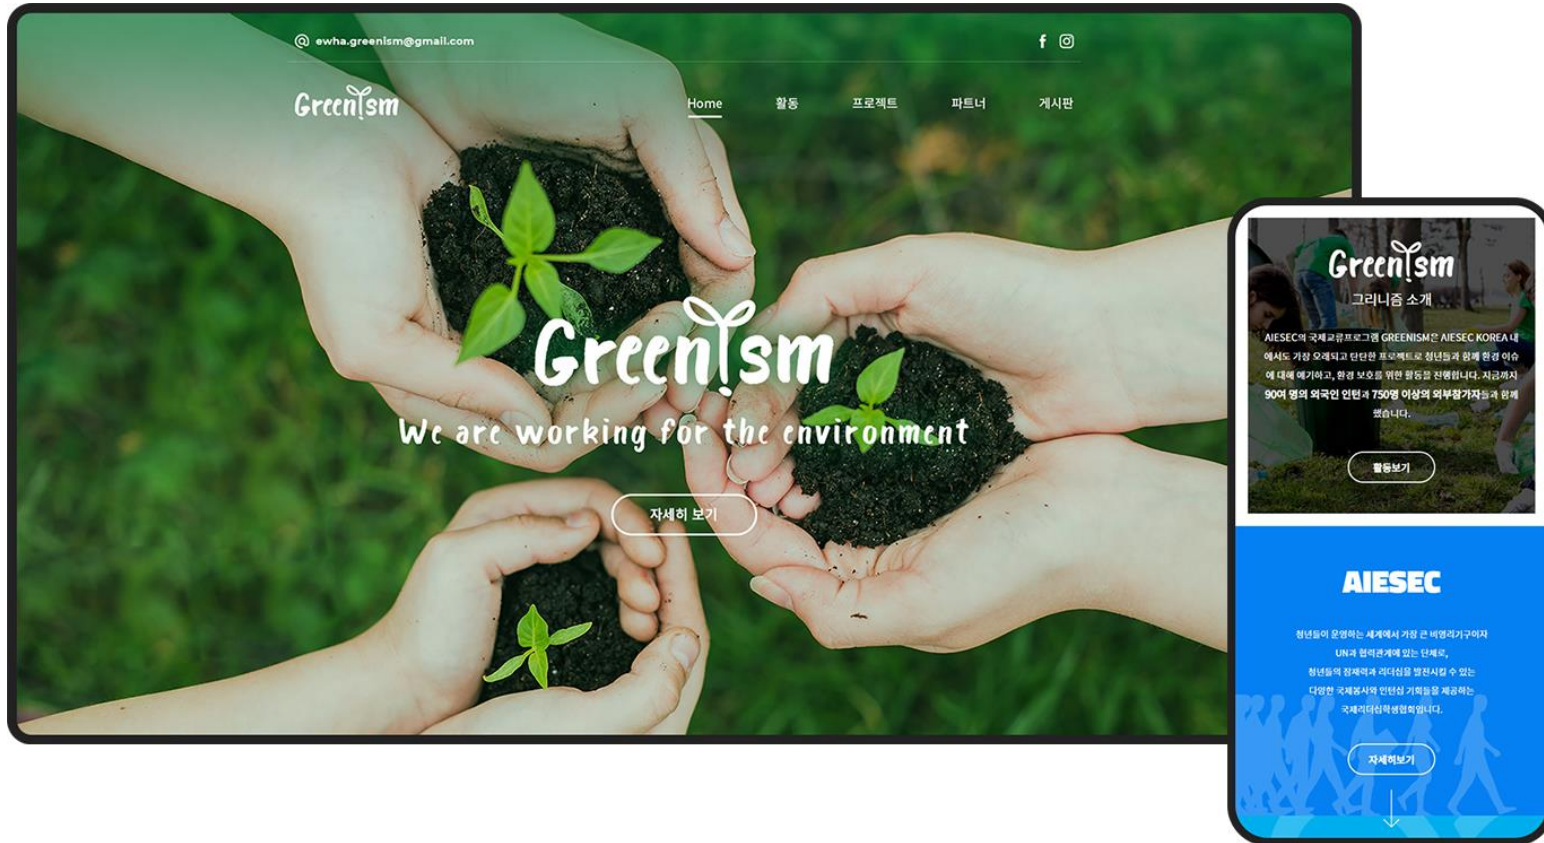 ewha.greenism@gmail.com
Greenism
Home 활동 프로젝트 파트너 게시판
Greenism
We are working for the environment
자세히 보기
Greenism
그리니즘 소개
AIESEC의 국제교류프로그램 GREENISM은 AIESEC KOREA 내
에서도 가장 오래되고 탄탄한 프로젝트로 청년들과 함께 환경 이슈
에 대해 얘기하고, 환경 보호를 위한 활동을 진행합니다. 지금까지
90여 명의 외국인 인턴과 750명 이상의 외부참가자들과 함께
했습니다.
활동보기
AIESEC
청년들이 운영하는 세계에서 가장 큰 비영리기구이자
UN과 협력관계에 있는 단체로,
청년들의 잠재력과 리더십을 발전시킬 수 있는
다양한 국제봉사와 인턴십 기회들을 제공하는
국제리더십학생협회입니다.
자세히보기